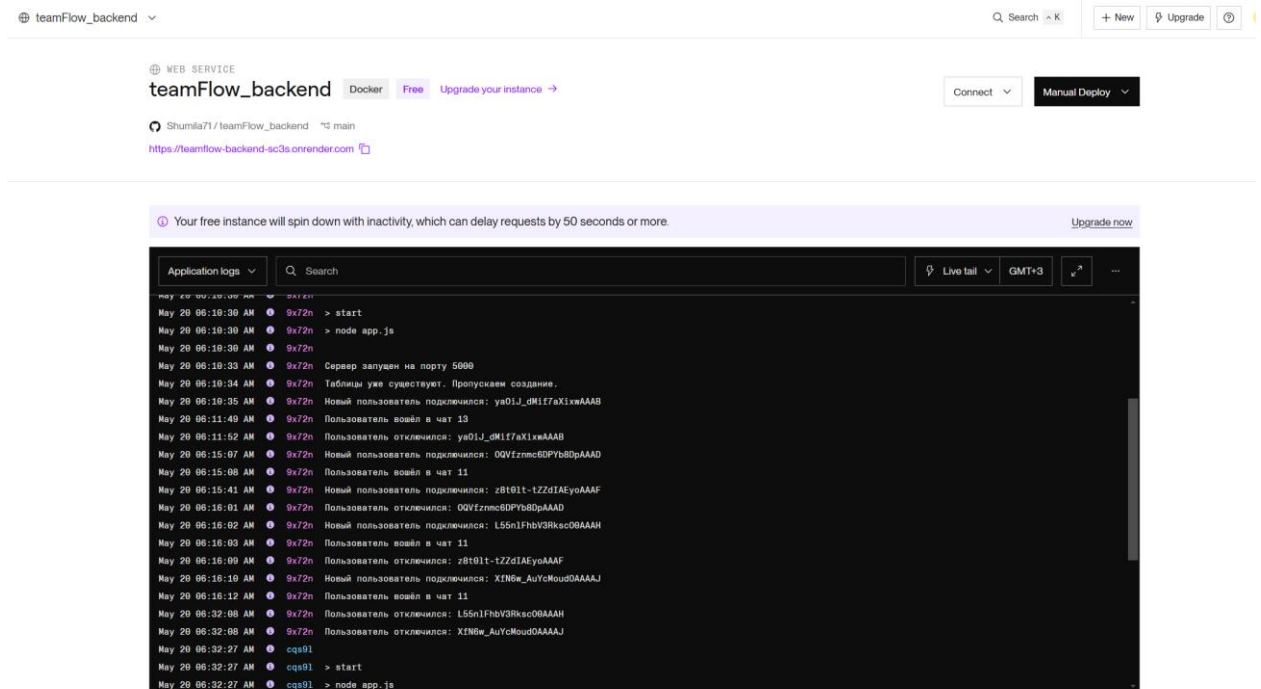 teamFlow_backend
Search ^ K
+ New
Upgrade
WEB SERVICE
teamFlow_backend Docker Free Upgrade your instance →
Connect
Manual Deploy
Shumila71 / teamFlow_backend main
https://teamflow-backend-sc3s.onrender.com
Your free instance will spin down with inactivity, which can delay requests by 50 seconds or more. Upgrade now
Application logs Search Live tail GMT+3 ...
May 20 06:10:30 AM 9x72n
May 20 06:10:30 AM 9x72n > start
May 20 06:10:30 AM 9x72n > node app.js
May 20 06:10:30 AM 9x72n
May 20 06:10:33 AM 9x72n Сервер запущен на порту 5000
May 20 06:10:34 AM 9x72n Таблицы уже существуют. Пропускаем создание.
May 20 06:10:35 AM 9x72n Новый пользователь подключился: yaOiJ_dMif7aXixwAAAB
May 20 06:11:49 AM 9x72n Пользователь вошёл в чат 13
May 20 06:11:52 AM 9x72n Пользователь отключился: yaOiJ_dMif7aXixwAAAB
May 20 06:15:07 AM 9x72n Новый пользователь подключился: OQVfznmc6DPYb8DpAAAD
May 20 06:15:08 AM 9x72n Пользователь вошёл в чат 11
May 20 06:15:41 AM 9x72n Новый пользователь подключился: z8t0lt-tZZdIAEyoAAAF
May 20 06:16:01 AM 9x72n Пользователь отключился: OQVfznmc6DPYb8DpAAAD
May 20 06:16:02 AM 9x72n Новый пользователь подключился: L55nlFhbV3RkscO0AAAH
May 20 06:16:03 AM 9x72n Пользователь вошёл в чат 11
May 20 06:16:09 AM 9x72n Пользователь отключился: z8t0lt-tZZdIAEyoAAAF
May 20 06:16:10 AM 9x72n Новый пользователь подключился: XfN6w_AuYcMoudOAAAAJ
May 20 06:16:12 AM 9x72n Пользователь вошёл в чат 11
May 20 06:32:08 AM 9x72n Пользователь отключился: L55nlFhbV3RkscO0AAAH
May 20 06:32:08 AM 9x72n Пользователь отключился: XfN6w_AuYcMoudOAAAAJ
May 20 06:32:27 AM cqs9l
May 20 06:32:27 AM cqs9l > start
May 20 06:32:27 AM cqs9l > node app.js